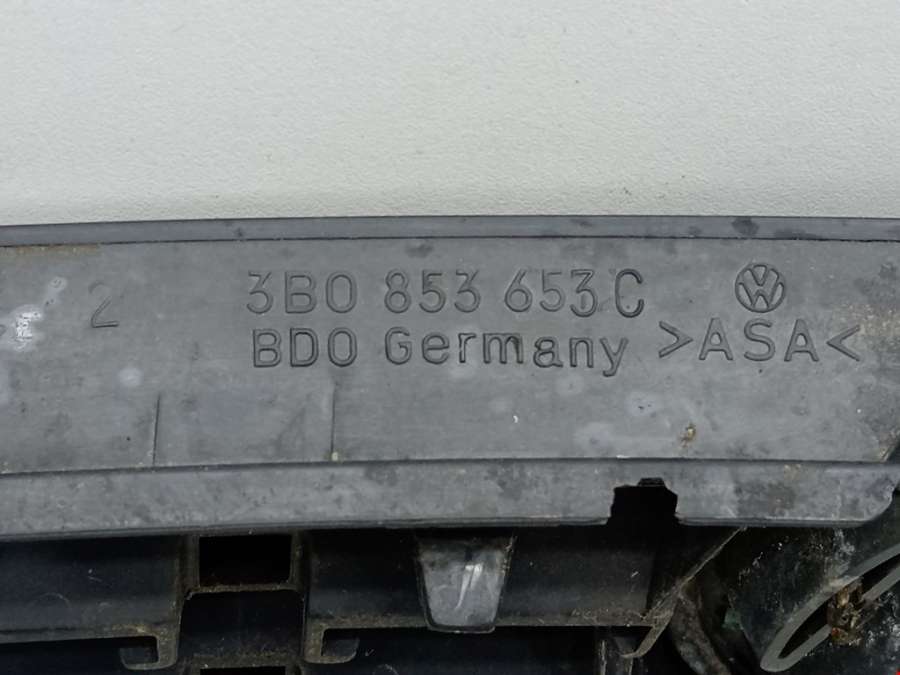 2
3B0 853 653 C
BDO Germany >ASA<